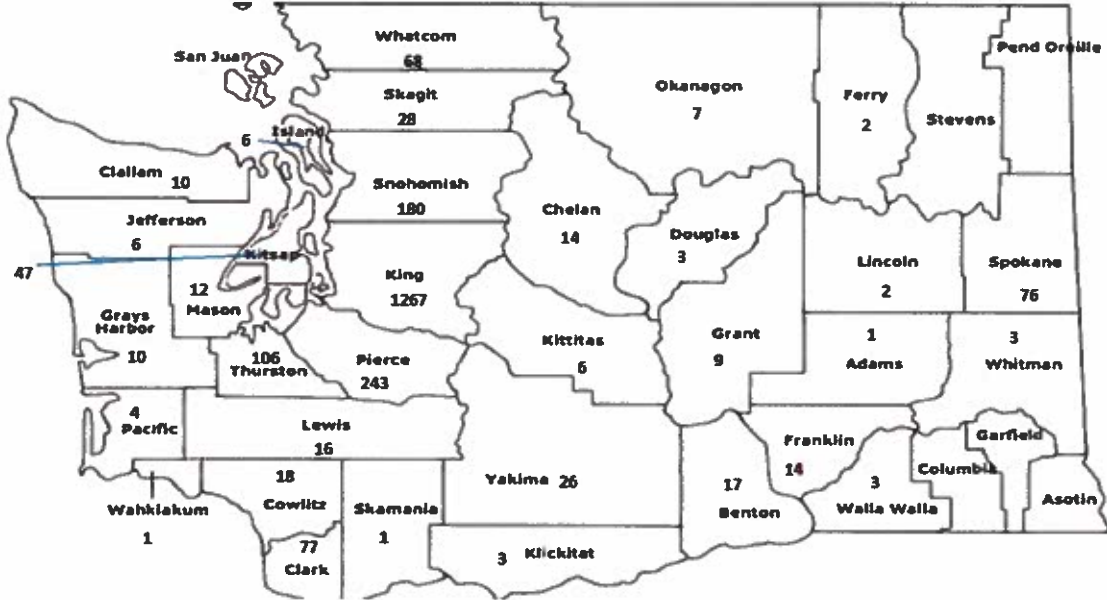 Whatcom
68
San Juan
Pend Oreille
Skagit
28
Okanagon
7
Ferry
2
Stevens
Island
6
Clallam 10
Snohomish
180
Chelan
14
Jefferson
6
Douglas
3
Kitsap
47
King
1267
Lincoln
2
Spokane
76
12
Mason
Grays
Harbor
10
Kittitas
6
Grant
9
1
Adams
3
Whitman
106
Thurston
Pierce
243
4
Pacific
Lewis
16
Franklin
14
Garfield
Columbia
18
Cowlitz
Skamania
1
Yakima 26
17
Benton
3
Walla Walla
Asotin
Wahkiakum
1
77
Clark
3 Klickitat